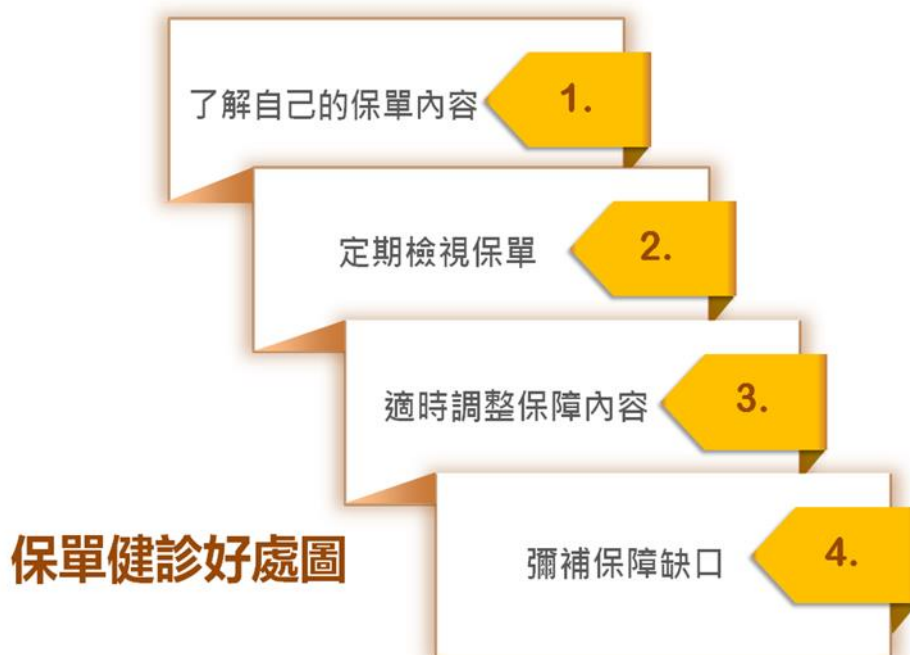 了解自己的保單內容
1.
定期檢視保單
2.
適時調整保障內容
3.
彌補保障缺口
4.
保單健診好處圖